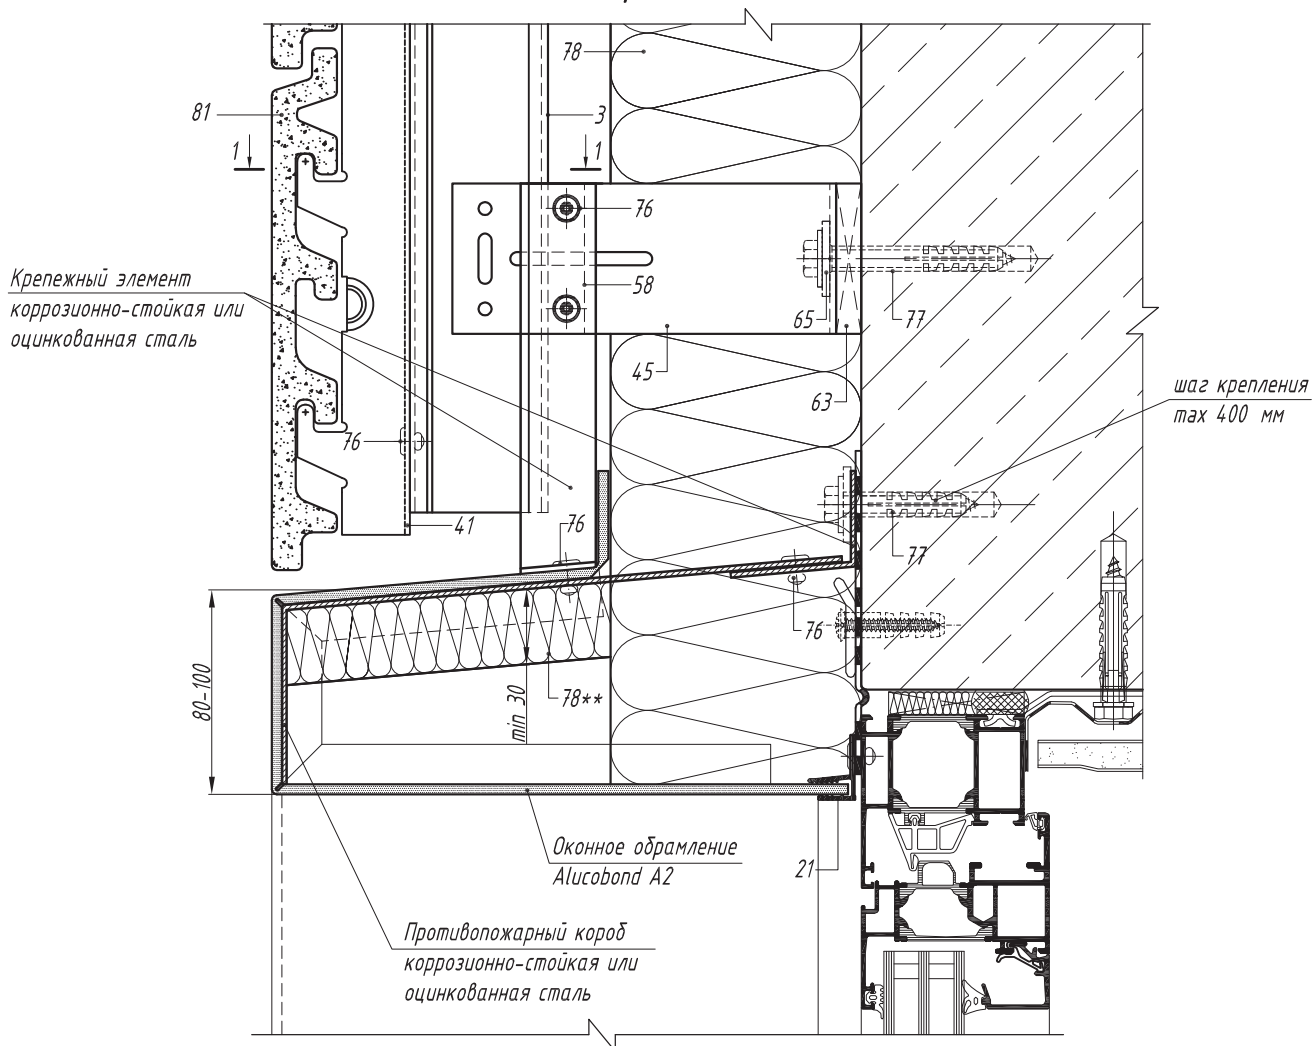 78
81
3
1
1
76
Крепежный элемент
коррозионно-стойкая или
оцинкованная сталь
58
65
77
45
63
шаг крепления
max 400 мм
76
41
76
77
76
80-100
min 30
78**
Оконное обрамление
Alucobond A2
21
Противопожарный короб
коррозионно-стойкая или
оцинкованная сталь